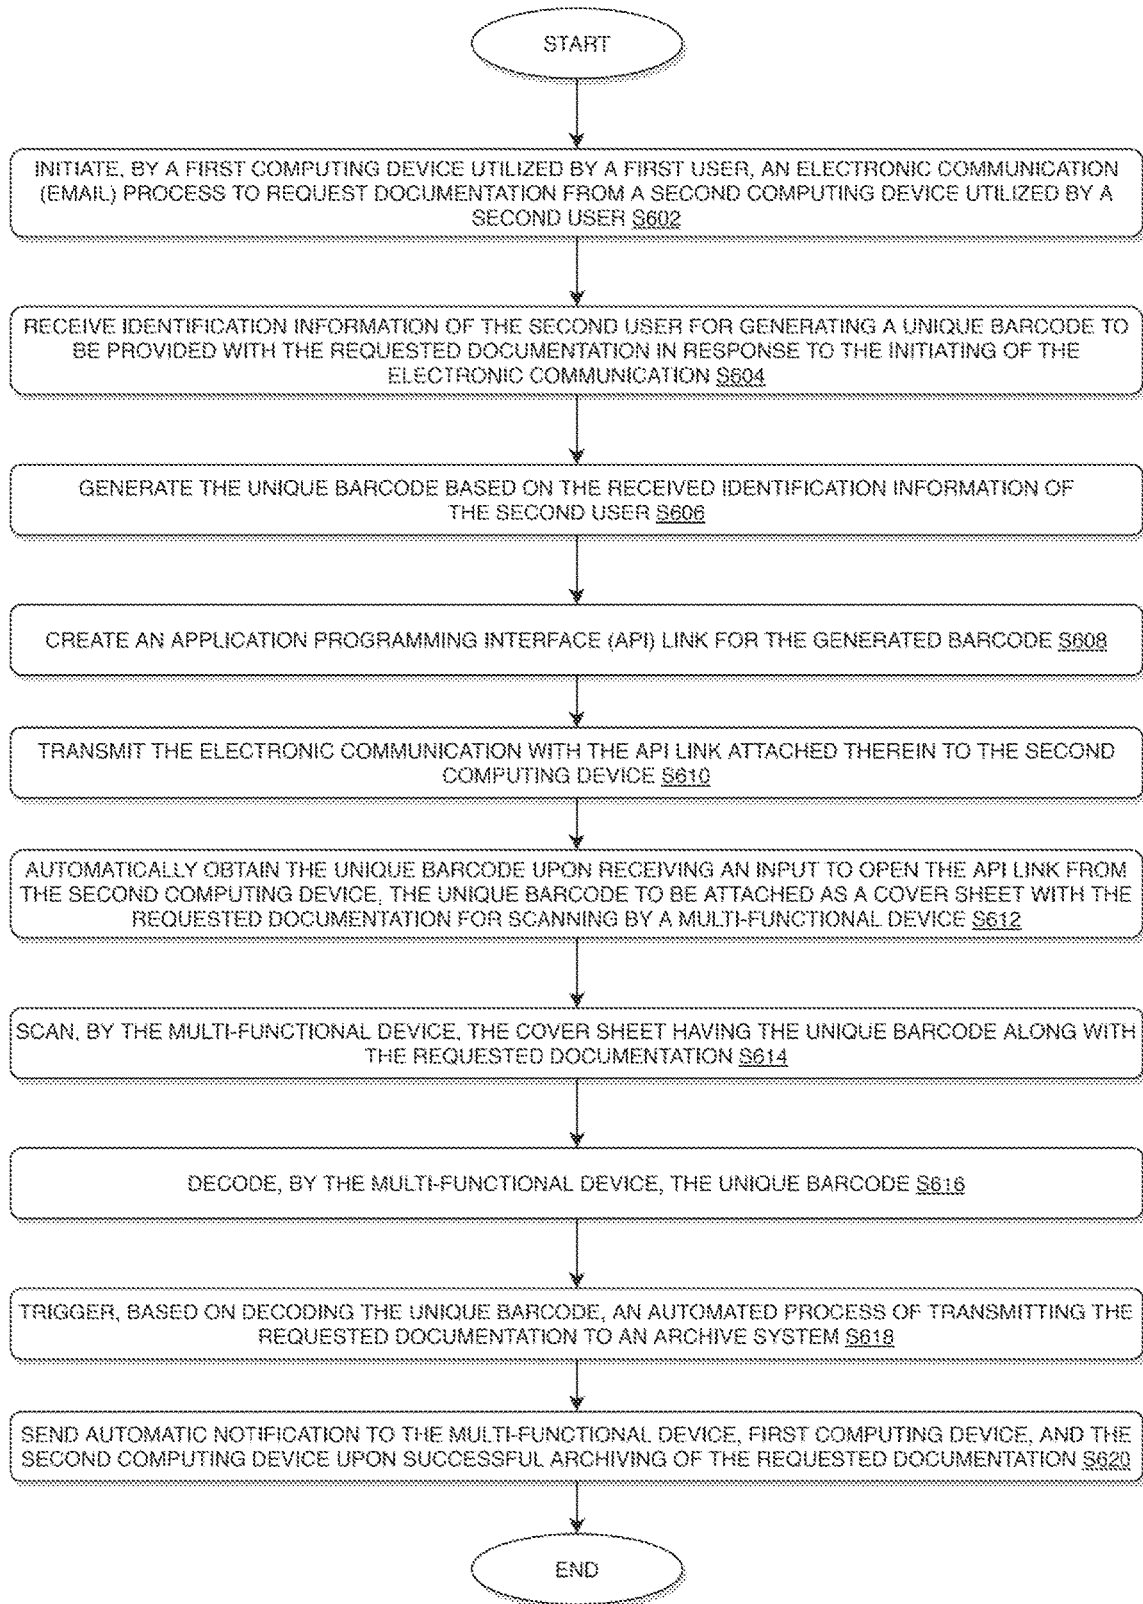 START
INITIATE, BY A FIRST COMPUTING DEVICE UTILIZED BY A FIRST USER, AN ELECTRONIC COMMUNICATION
(EMAIL) PROCESS TO REQUEST DOCUMENTATION FROM A SECOND COMPUTING DEVICE UTILIZED BY A
SECOND USER S602
RECEIVE IDENTIFICATION INFORMATION OF THE SECOND USER FOR GENERATING A UNIQUE BARCODE TO
BE PROVIDED WITH THE REQUESTED DOCUMENTATION IN RESPONSE TO THE INITIATING OF THE
ELECTRONIC COMMUNICATION S604
GENERATE THE UNIQUE BARCODE BASED ON THE RECEIVED IDENTIFICATION INFORMATION OF
THE SECOND USER S606
CREATE AN APPLICATION PROGRAMMING INTERFACE (API) LINK FOR THE GENERATED BARCODE S608
TRANSMIT THE ELECTRONIC COMMUNICATION WITH THE API LINK ATTACHED THEREIN TO THE SECOND
COMPUTING DEVICE S610
AUTOMATICALLY OBTAIN THE UNIQUE BARCODE UPON RECEIVING AN INPUT TO OPEN THE API LINK FROM
THE SECOND COMPUTING DEVICE, THE UNIQUE BARCODE TO BE ATTACHED AS A COVER SHEET WITH THE
REQUESTED DOCUMENTATION FOR SCANNING BY A MULTI-FUNCTIONAL DEVICE S612
SCAN, BY THE MULTI-FUNCTIONAL DEVICE, THE COVER SHEET HAVING THE UNIQUE BARCODE ALONG WITH
THE REQUESTED DOCUMENTATION S614
DECODE, BY THE MULTI-FUNCTIONAL DEVICE, THE UNIQUE BARCODE S616
TRIGGER, BASED ON DECODING THE UNIQUE BARCODE, AN AUTOMATED PROCESS OF TRANSMITTING THE
REQUESTED DOCUMENTATION TO AN ARCHIVE SYSTEM S618
SEND AUTOMATIC NOTIFICATION TO THE MULTI-FUNCTIONAL DEVICE, FIRST COMPUTING DEVICE, AND THE
SECOND COMPUTING DEVICE UPON SUCCESSFUL ARCHIVING OF THE REQUESTED DOCUMENTATION S620
END